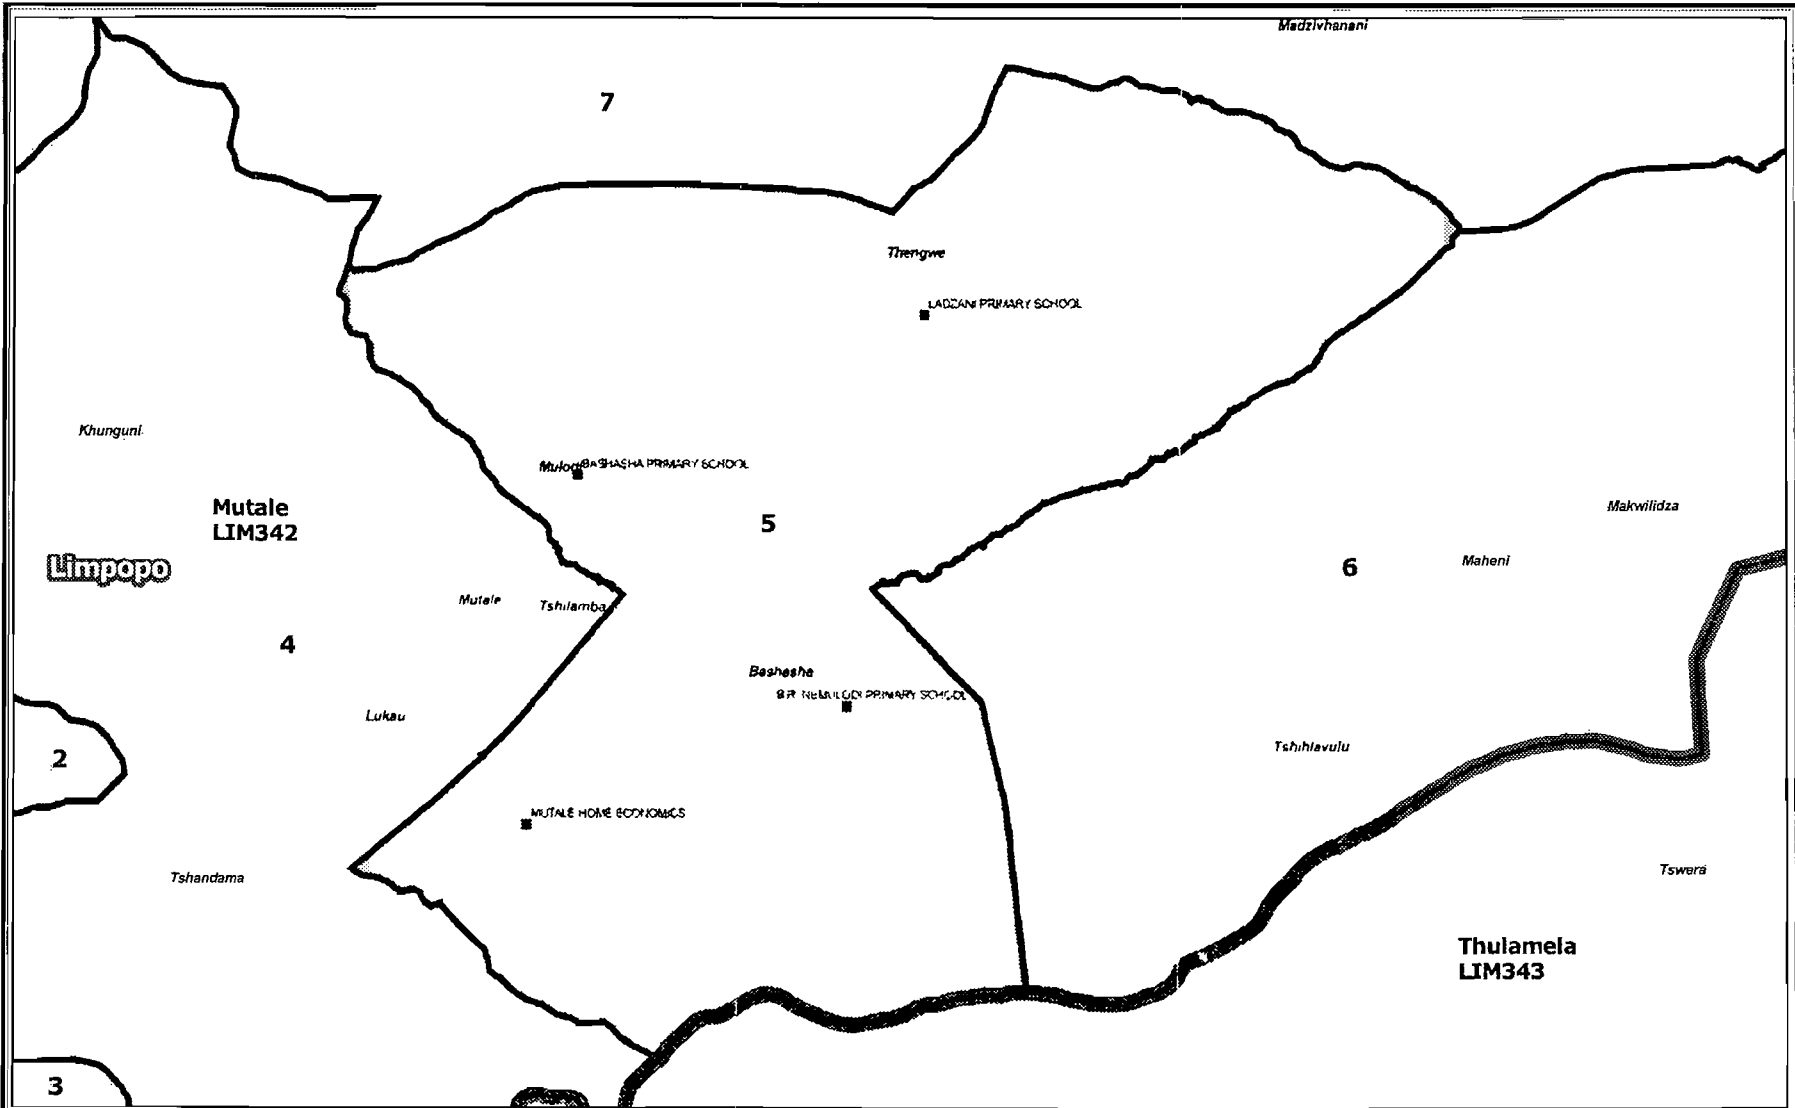 Madzivhanani
7
Thengwe
LADZANI PRIMARY SCHOOL
Khunguni
BASHASHA PRIMARY SCHOOL
Mutale
LIM342
5
Makwilidza
Limpopo
6
Maheni
Mutale
Tshilamba
4
Bashasha
B.R. NEMULODI PRIMARY SCHOOL
Lukau
Tshihlavulu
2
MUTALE HOME ECONOMICS
Tshandama
Tswera
Thulamela
LIM343
3